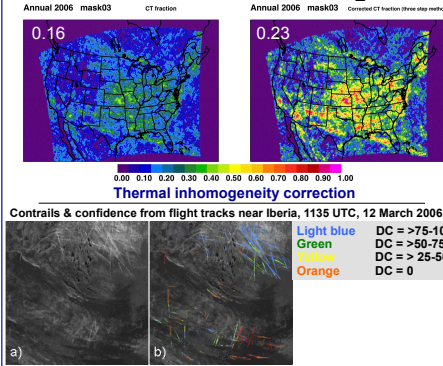 Annual 2006 mask03 CT fraction
0.16
Annual 2006 mask03 Corrected CT fraction (three step metho
0.23
0.00 0.10 0.20 0.30 0.40 0.50 0.60 0.70 0.80 0.90 1.00
Thermal inhomogeneity correction
Contrails & confidence from flight tracks near Iberia, 1135 UTC, 12 March 2006
a)
b)
Light blue DC = >75-10
Green DC = >50-75
Yellow DC = > 25-50
Orange DC = 0